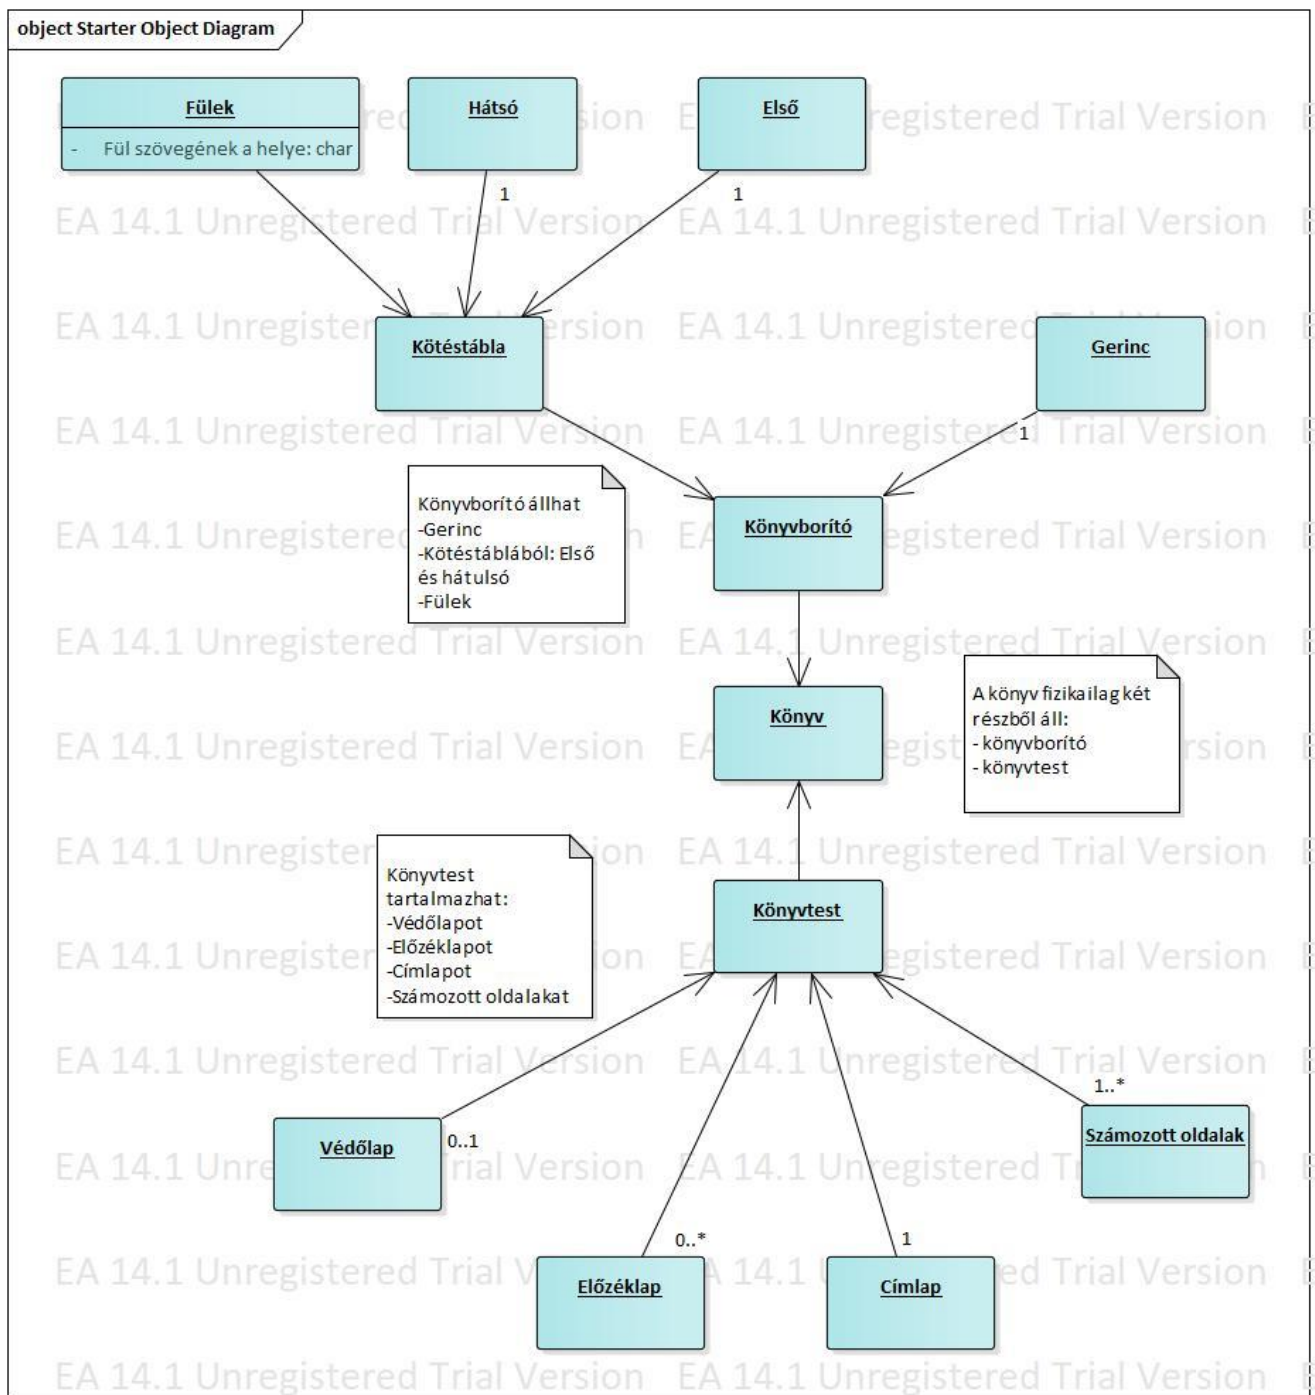 object Starter Object Diagram
Fülek
- Fül szövegének a helye: char
Hátsó
Első
1
1
Kötéstábla
Gerinc
1
Könyvborító állhat
-Gerinc
-Kötéstáblából: Első
és hátulsó
-Fülek
Könyvborító
A könyv fizikailag két
részből áll:
- könyvborító
- könyvtest
Könyv
Könyvtest
tartalmazhat:
-Védőlapot
-Előzéklapot
-Címlapot
-Számozott oldalakat
Könyvtest
1..*
Számozott oldalak
Védőlap
0..1
0..*
1
Előzéklap
Címlap
EA 14.1 Unregistered Trial Version